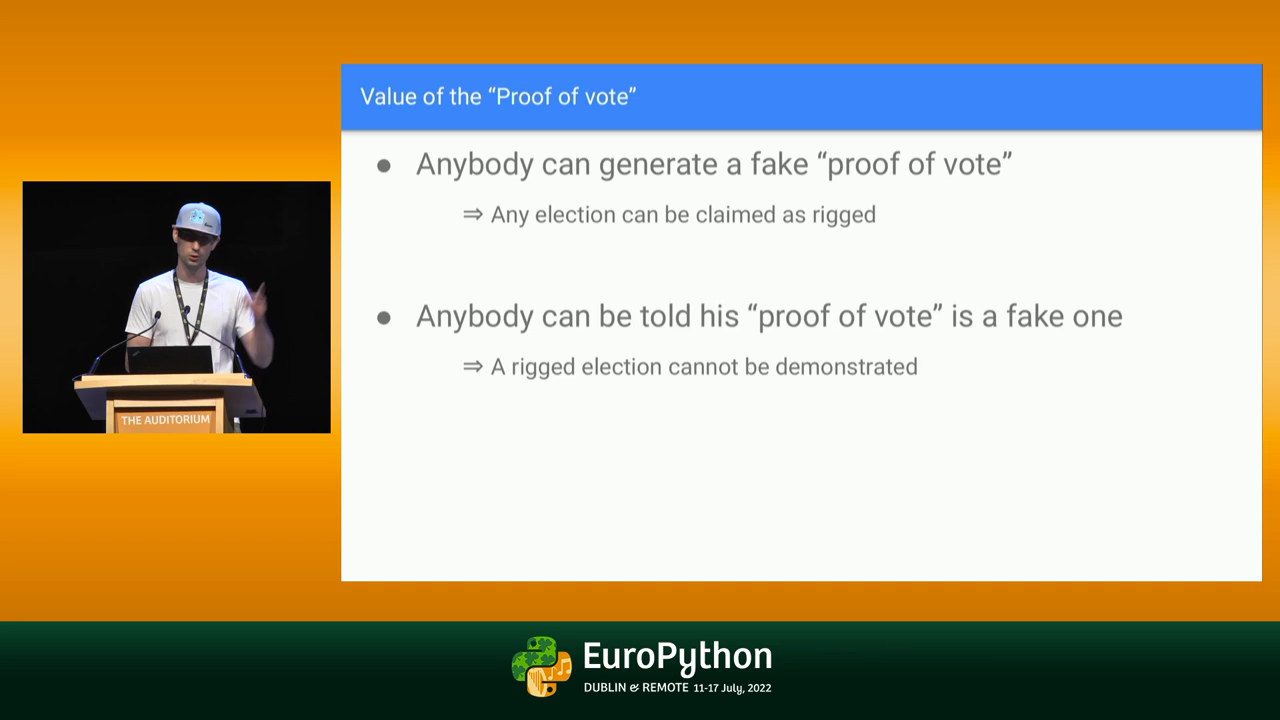 Value of the “Proof of vote”
● Anybody can generate a fake “proof of vote”
⇒ Any election can be claimed as rigged
● Anybody can be told his “proof of vote” is a fake one
⇒ A rigged election cannot be demonstrated
THE AUDITORIUM
EuroPython
DUBLIN & REMOTE 11-17 July, 2022